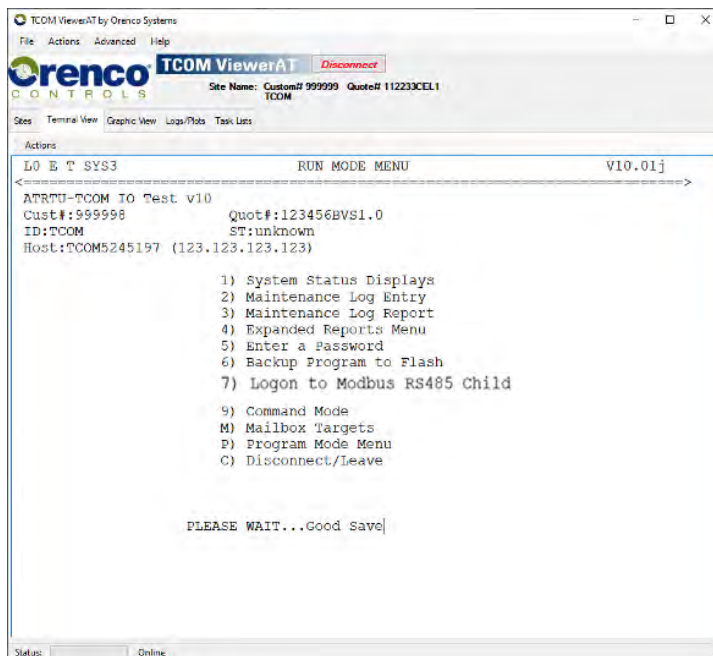 TCOM ViewerAT by Orenco Systems
File Actions Advanced Help
Orenco
CONTROLS
TCOM ViewerAT Disconnect
Site Name: Custom# 999999 Quote# 112233CEL1
TCOM
Sites Terminal View Graphic View Logs/Plots Task Lists
Actions
L0 E T SYS3 RUN MODE MENU V10.01j
<==================================================================>
ATRTU-TCOM IO Test v10
Cust#:999998 Quot#:123456BVS1.0
ID:TCOM ST:unknown
Host:TCOM5245197 (123.123.123.123)
1) System Status Displays
2) Maintenance Log Entry
3) Maintenance Log Report
4) Expanded Reports Menu
5) Enter a Password
6) Backup Program to Flash
7) Logon to Modbus RS485 Child
9) Command Mode
M) Mailbox Targets
P) Program Mode Menu
C) Disconnect/Leave
PLEASE WAIT...Good Save
Status: Online